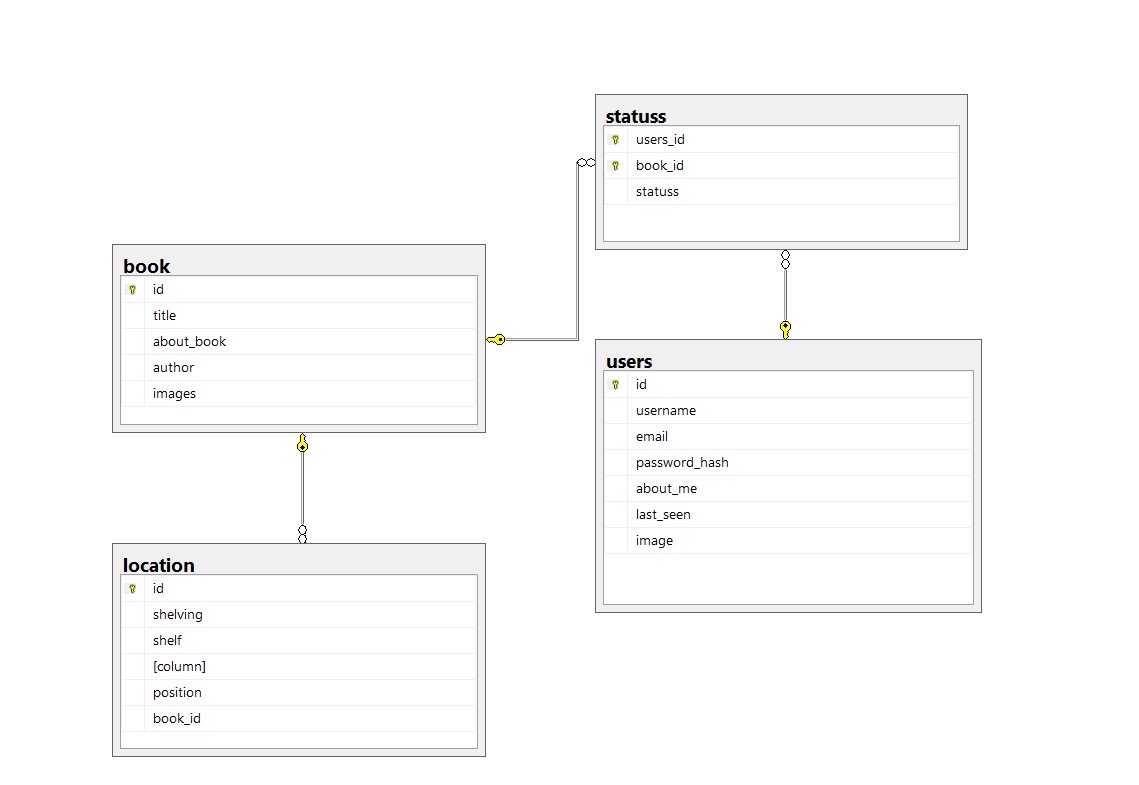 statuss
users_id
book_id
statuss
book
id
title
about_book
author
images
users
id
username
email
password_hash
about_me
last_seen
image
location
id
shelving
shelf
[column]
position
book_id